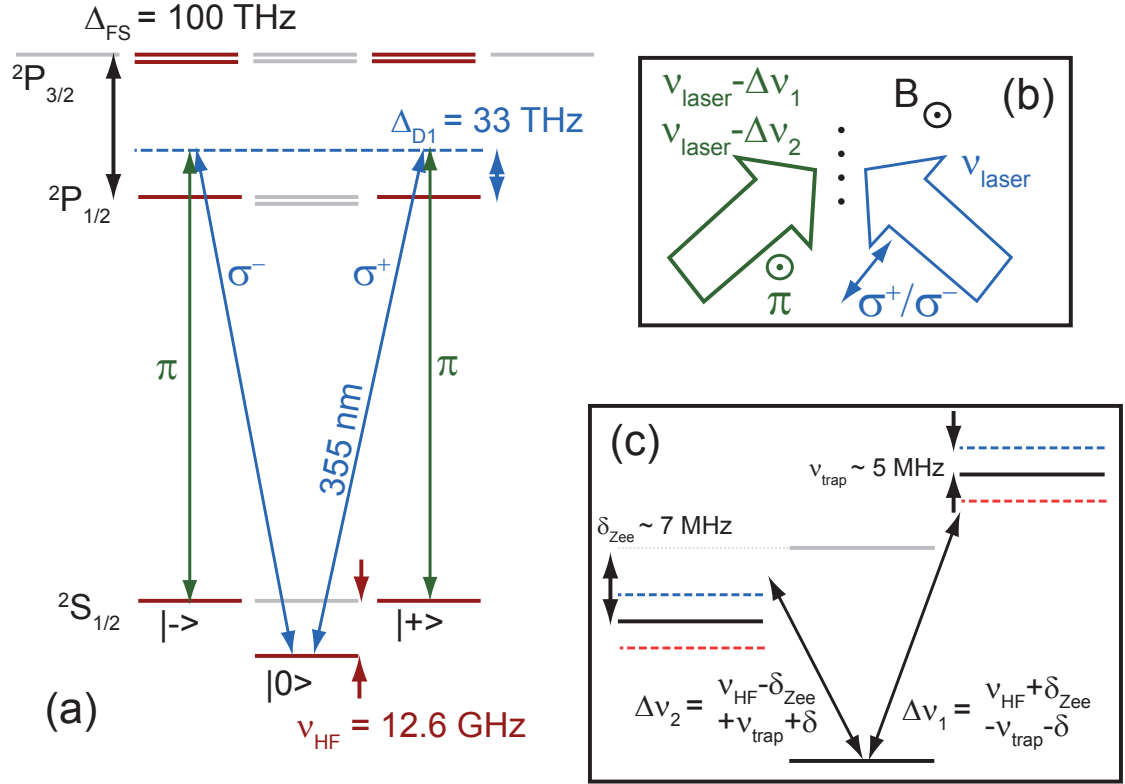 Δ_FS = 100 THz
²P_3/2
Δ_D1 = 33 THz
²P_1/2
σ⁻
σ⁺
π
π
355 nm
²S_1/2
|->
|+>
|0>
ν_HF = 12.6 GHz
(a)
ν_laser-Δν_1
ν_laser-Δν_2
B
(b)
ν_laser
π
σ⁺/σ⁻
(c)
ν_trap ~ 5 MHz
δ_Zee ~ 7 MHz
Δν_2 = ν_HF-δ_Zee
+ν_trap+δ
Δν_1 = ν_HF+δ_Zee
-ν_trap-δ